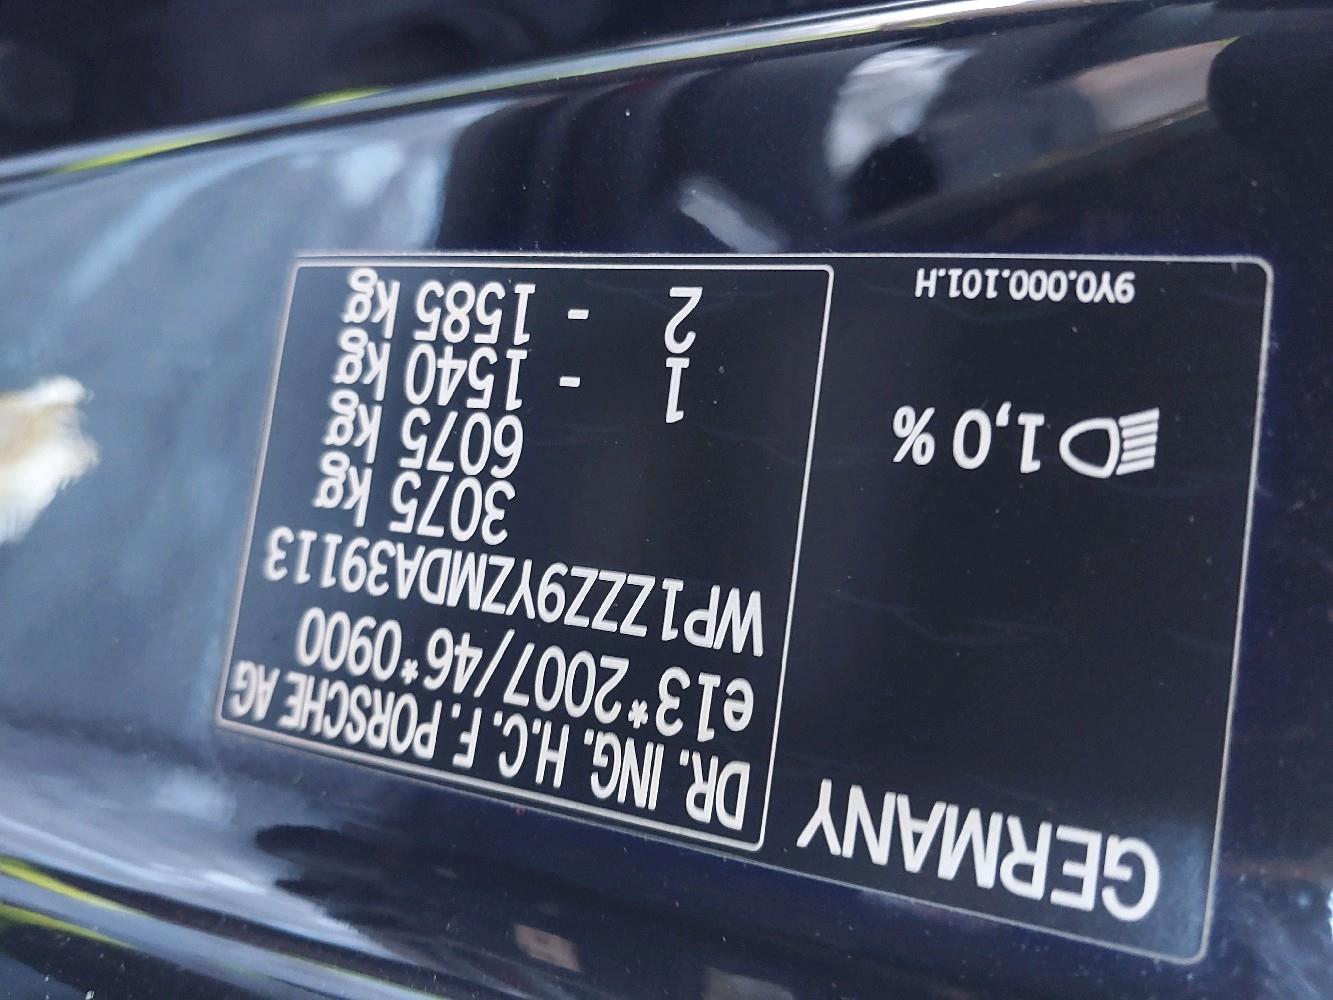 GERMANY
DR. ING. H.C. F. PORSCHE AG
e13*2007/46*0900
WP1ZZZ9YZMDA39113
3075 kg
6075 kg
1 - 1540 kg
2 - 1585 kg
1,0 %
9Y0.000.101.H